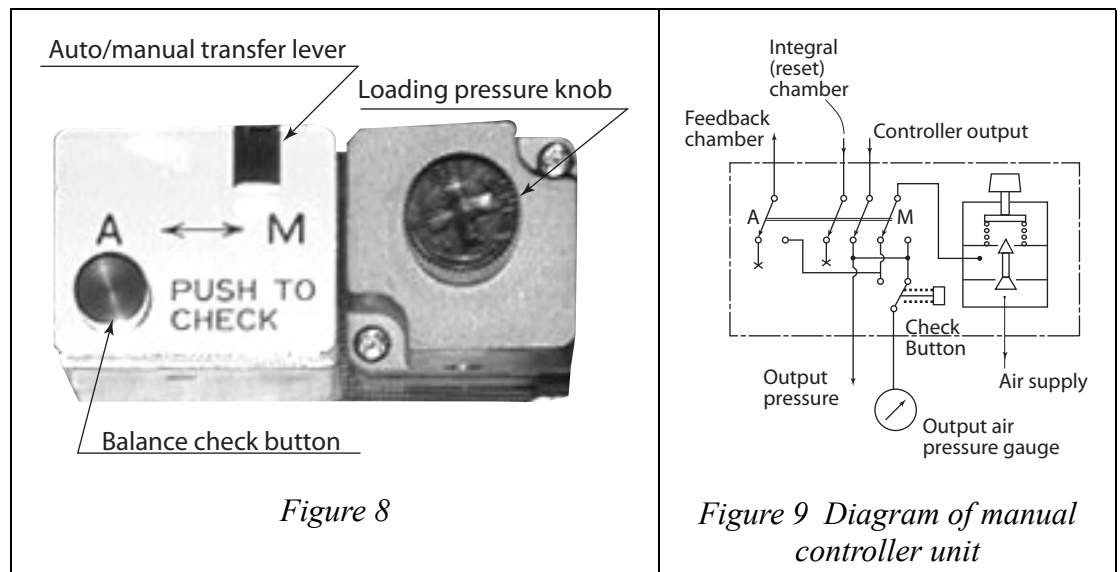 Auto/manual transfer lever
Loading pressure knob
A
M
PUSH TO
CHECK
Balance check button
Figure 8
Integral
(reset)
chamber
Feedback
chamber
Controller output
A
M
Check
Button
Output
pressure
Air supply
Output air
pressure gauge
Figure 9 Diagram of manual
controller unit